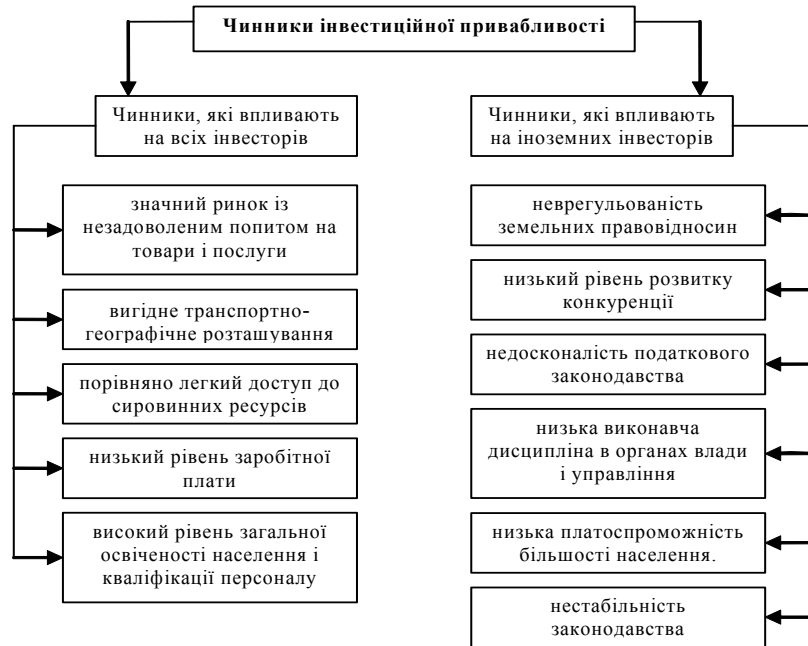 Чинники інвестиційної привабливості
Чинники, які впливають
на всіх інвесторів
значний ринок із
незадоволеним попитом на
товари і послуги
вигідне транспортно-
географічне розташування
порівняно легкий доступ до
сировинних ресурсів
низький рівень заробітної
плати
високий рівень загальної
освіченості населення і
кваліфікації персоналу
Чинники, які впливають
на іноземних інвесторів
неврегульованість
земельних правовідносин
низький рівень розвитку
конкуренції
недосконалість податкового
законодавства
низька виконавча
дисципліна в органах влади
і управління
низька платоспроможність
більшості населення.
нестабільність
законодавства